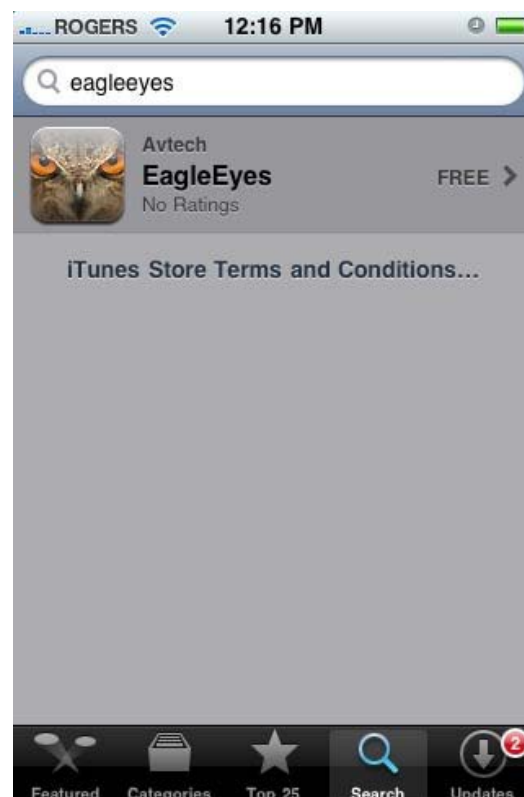 ROGERS 12:16 PM
eagleeyes
Avtech
EagleEyes
FREE
No Ratings
iTunes Store Terms and Conditions...
2
Featured Categories Top 25 Search Updates